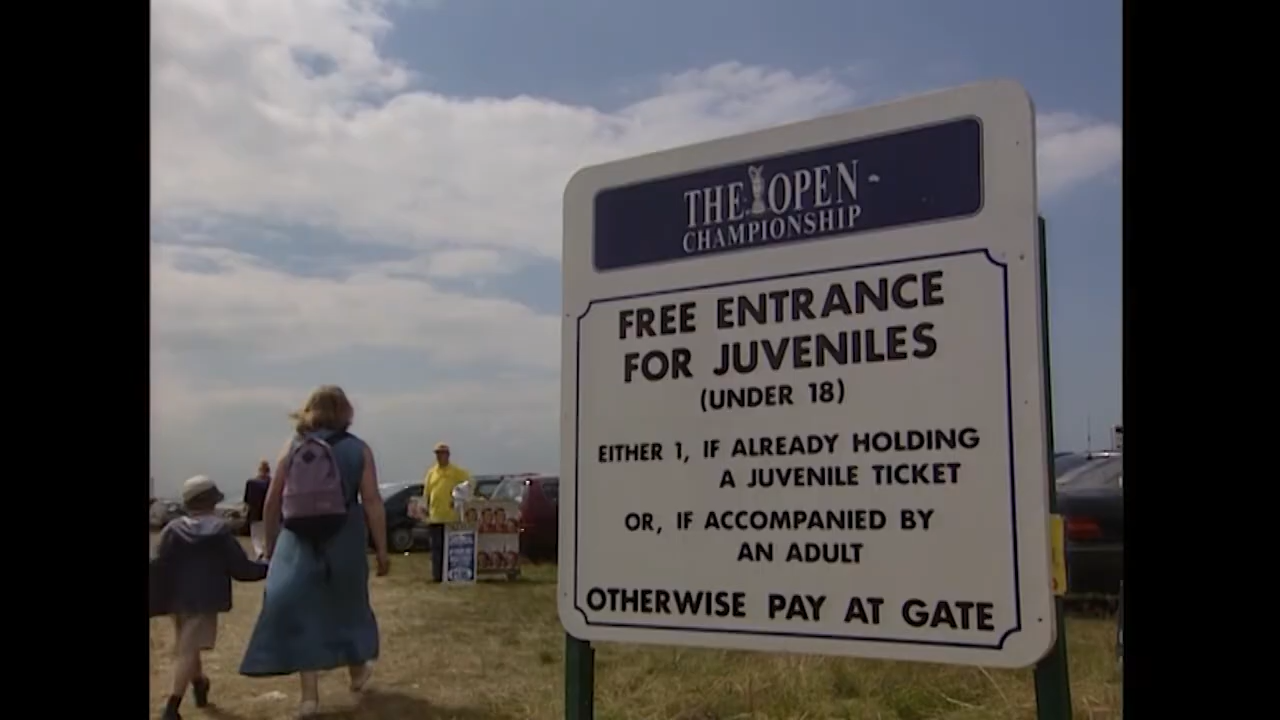 THE OPEN
CHAMPIONSHIP
FREE ENTRANCE
FOR JUVENILES
(UNDER 18)
EITHER 1, IF ALREADY HOLDING
A JUVENILE TICKET
OR, IF ACCOMPANIED BY
AN ADULT
OTHERWISE PAY AT GATE